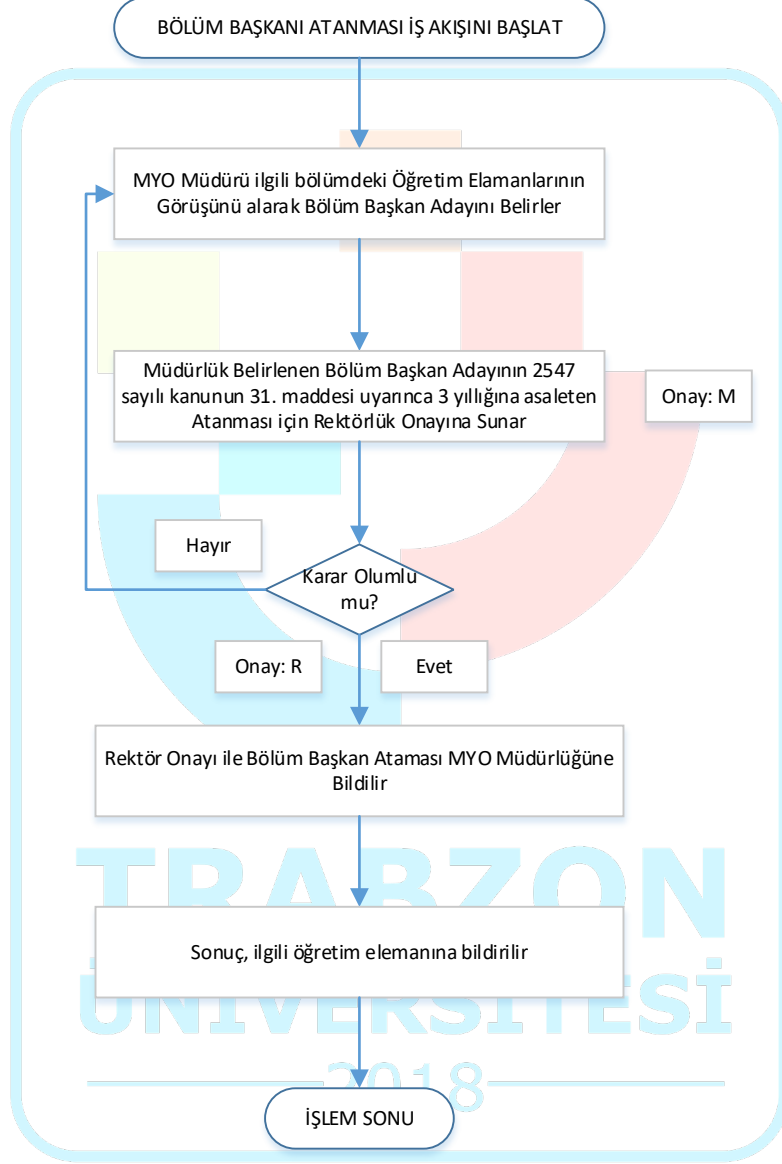 BÖLÜM BAŞKANI ATANMASI İŞ AKIŞINI BAŞLAT
MYO Müdürü ilgili bölümdeki Öğretim Elamanlarının
Görüşünü alarak Bölüm Başkan Adayını Belirler
Müdürlük Belirlenen Bölüm Başkan Adayının 2547
sayılı kanunun 31. maddesi uyarınca 3 yıllığına asaleten
Atanması için Rektörlük Onayına Sunar
Onay: M
Hayır
Karar Olumlu
mu?
Onay: R
Evet
Rektör Onayı ile Bölüm Başkan Ataması MYO Müdürlüğüne
Bildilir
TRABZON
Sonuç, ilgili öğretim elemanına bildirilir
ÜNİVERSİTESİ
2018
İŞLEM SONU